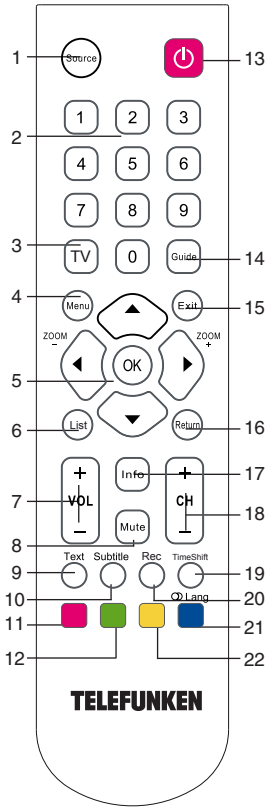 1 Source 13
1 2 3
2
4 5 6
7 8 9
3 TV 0 Guide 14
4 Menu Exit 15
ZOOM - ZOOM +
5 OK
6 List Return 16
+ Info + 17
7 VOL CH 18
- Mute -
8
Text Subtitle Rec TimeShift
9 19
10 20
Lang
11 21
12 22
TELEFUNKEN